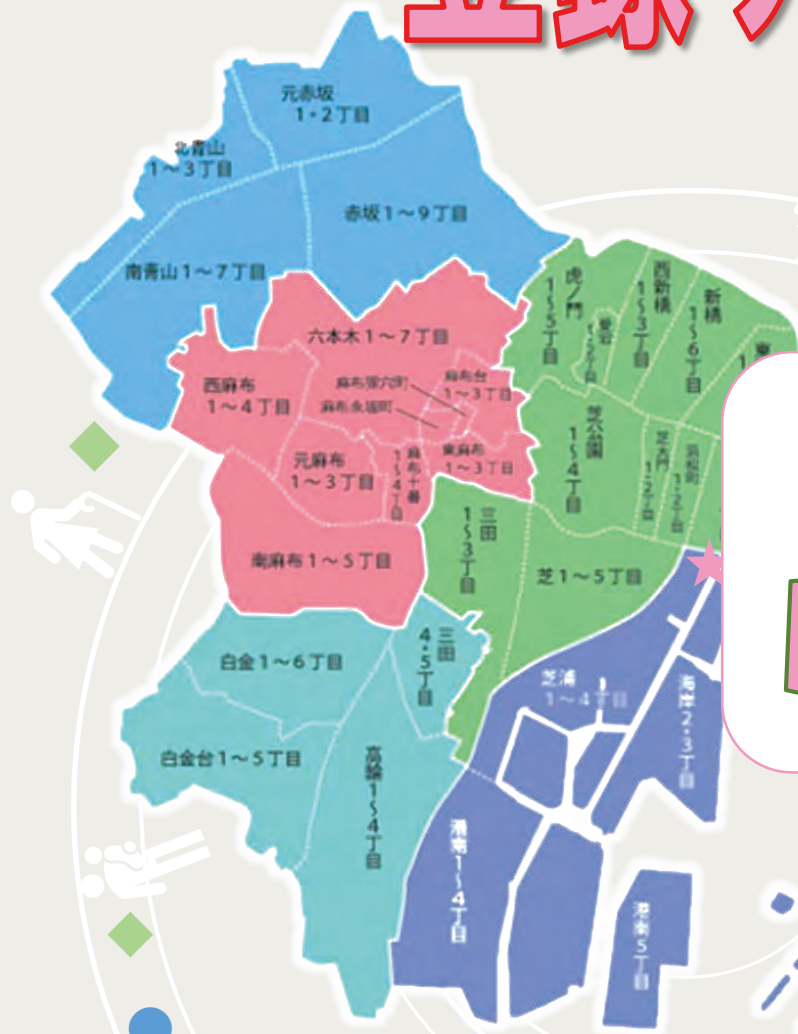 元赤坂
1・2丁目
北青山
1～3丁目
赤坂1～9丁目
南青山1～7丁目
六本木1～7丁目
西麻布
1～4丁目
麻布狸穴町
麻布永坂町
麻布台
1～3丁目
元麻布
1～3丁目
麻布十番
1～4丁目
東麻布
1～3丁目
南麻布1～5丁目
虎ノ門
1～5丁目
愛宕
西新橋
1～3丁目
新橋
1～6丁目
東
1
芝公園
1～4丁目
芝大門
1・2丁目
浜松町
1・2丁目
三田
1～3丁目
芝1～5丁目
三田
4・5丁目
白金1～6丁目
白金台1～5丁目
高輪1～4丁目
芝浦
1～4丁目
海岸2・3丁目
港南1～4丁目
港南5丁目